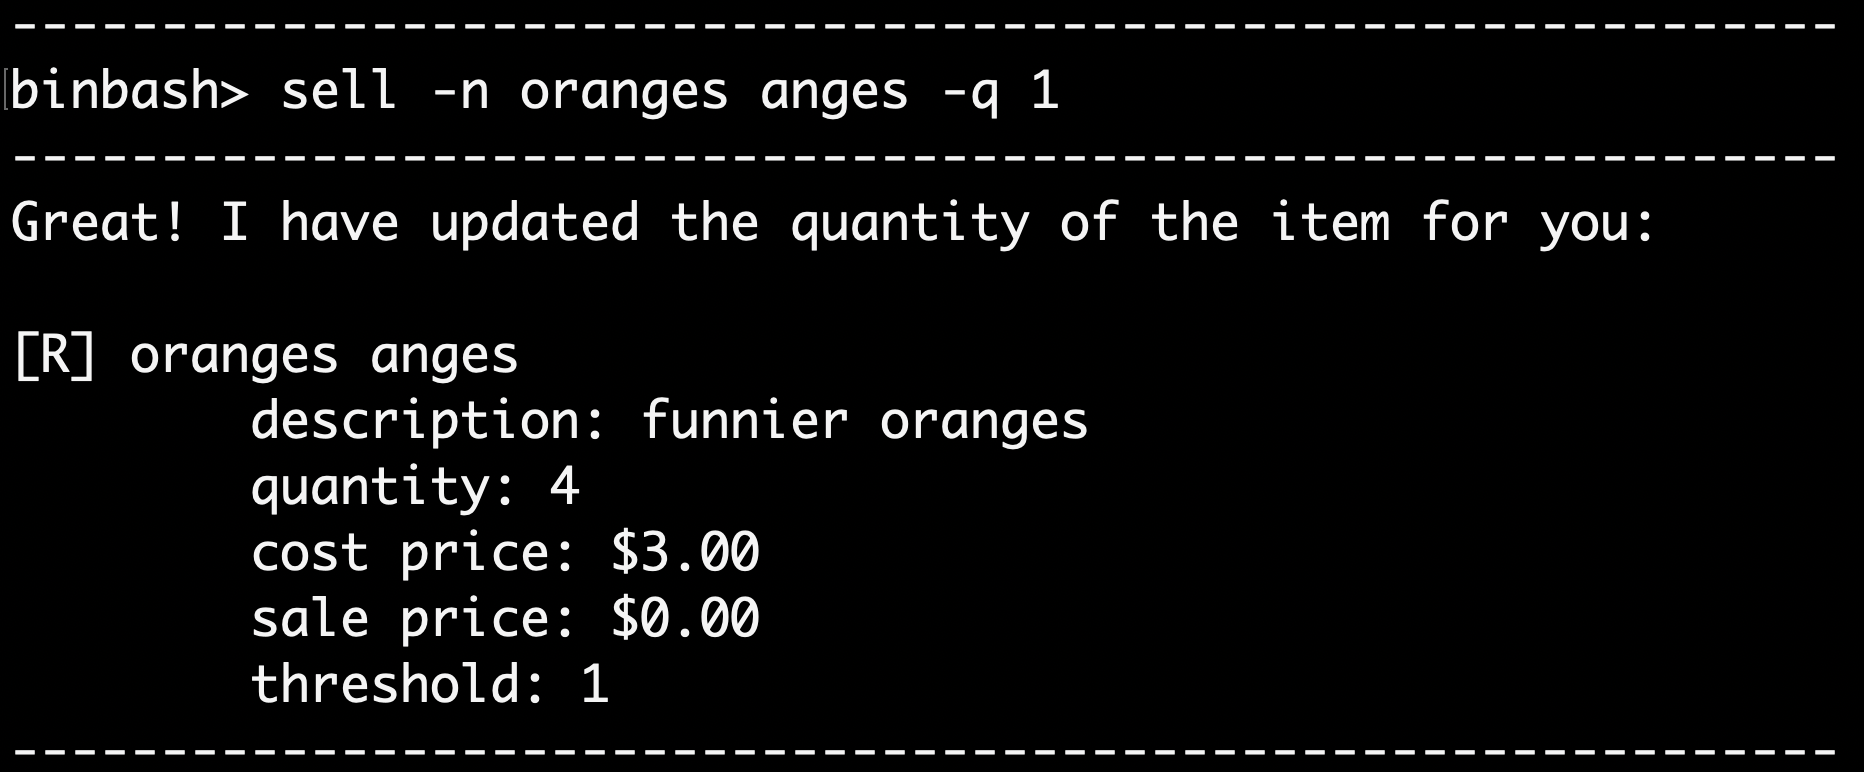 -------------------------------------------------------------
binbash> sell -n oranges anges -q 1
-------------------------------------------------------------
Great! I have updated the quantity of the item for you:

[R] oranges anges
        description: funnier oranges
        quantity: 4
        cost price: $3.00
        sale price: $0.00
        threshold: 1
-------------------------------------------------------------